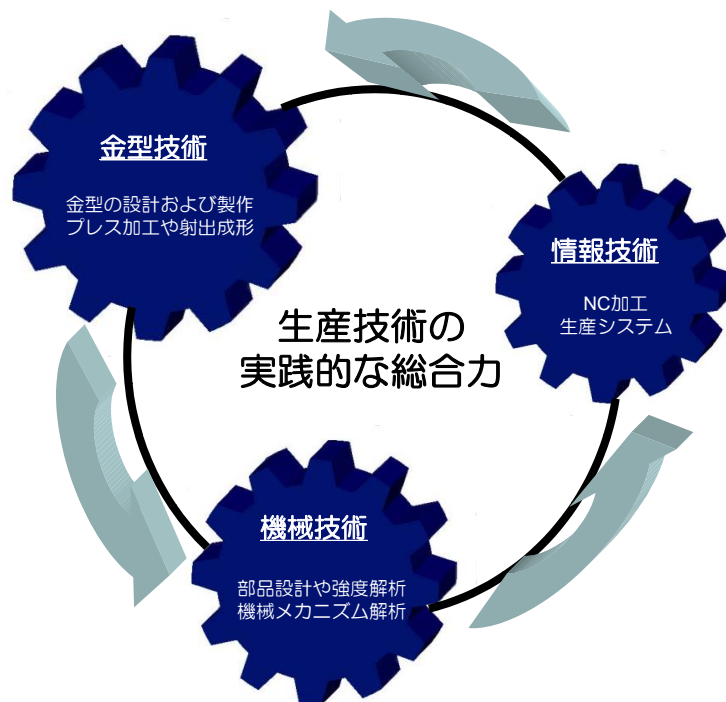 金型技術
金型の設計および製作
プレス加工や射出成形
情報技術
NC加工
生産システム
生産技術の
実践的な総合力
機械技術
部品設計や強度解析
機械メカニズム解析